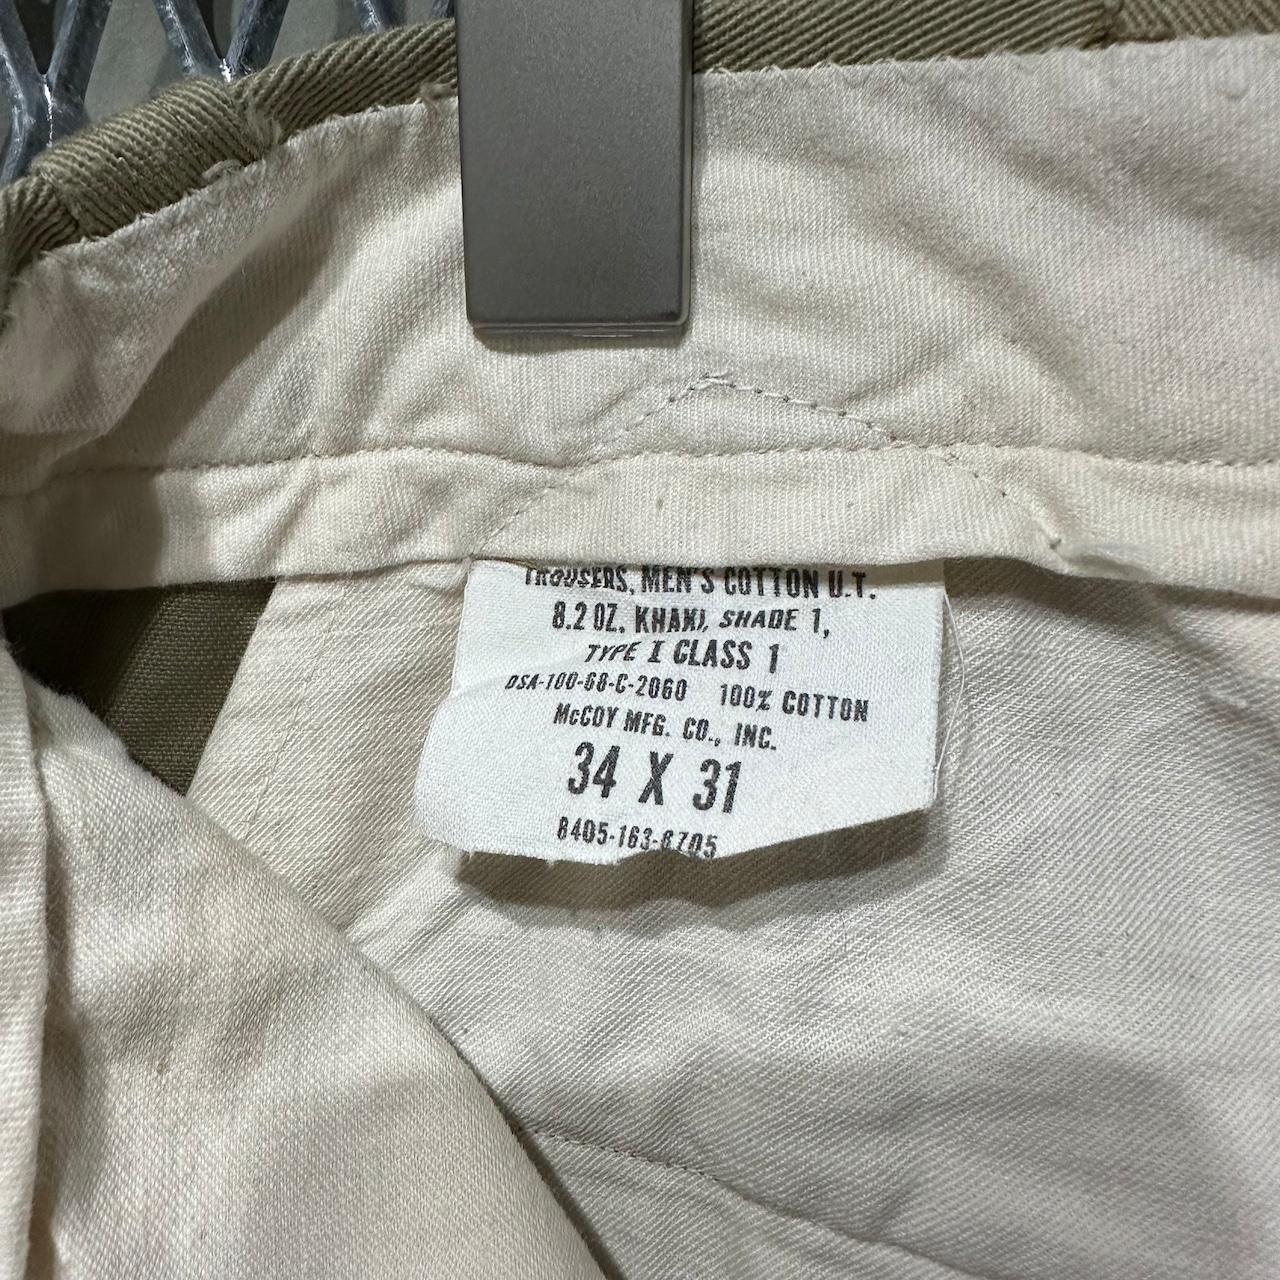 TROUSERS, MEN'S COTTON U.T.
8.2 OZ. KHAKI, SHADE 1,
TYPE I CLASS 1
DSA-100-68-C-2060 100% COTTON
McCOY MFG. CO., INC.
34 X 31
8405-163-8705